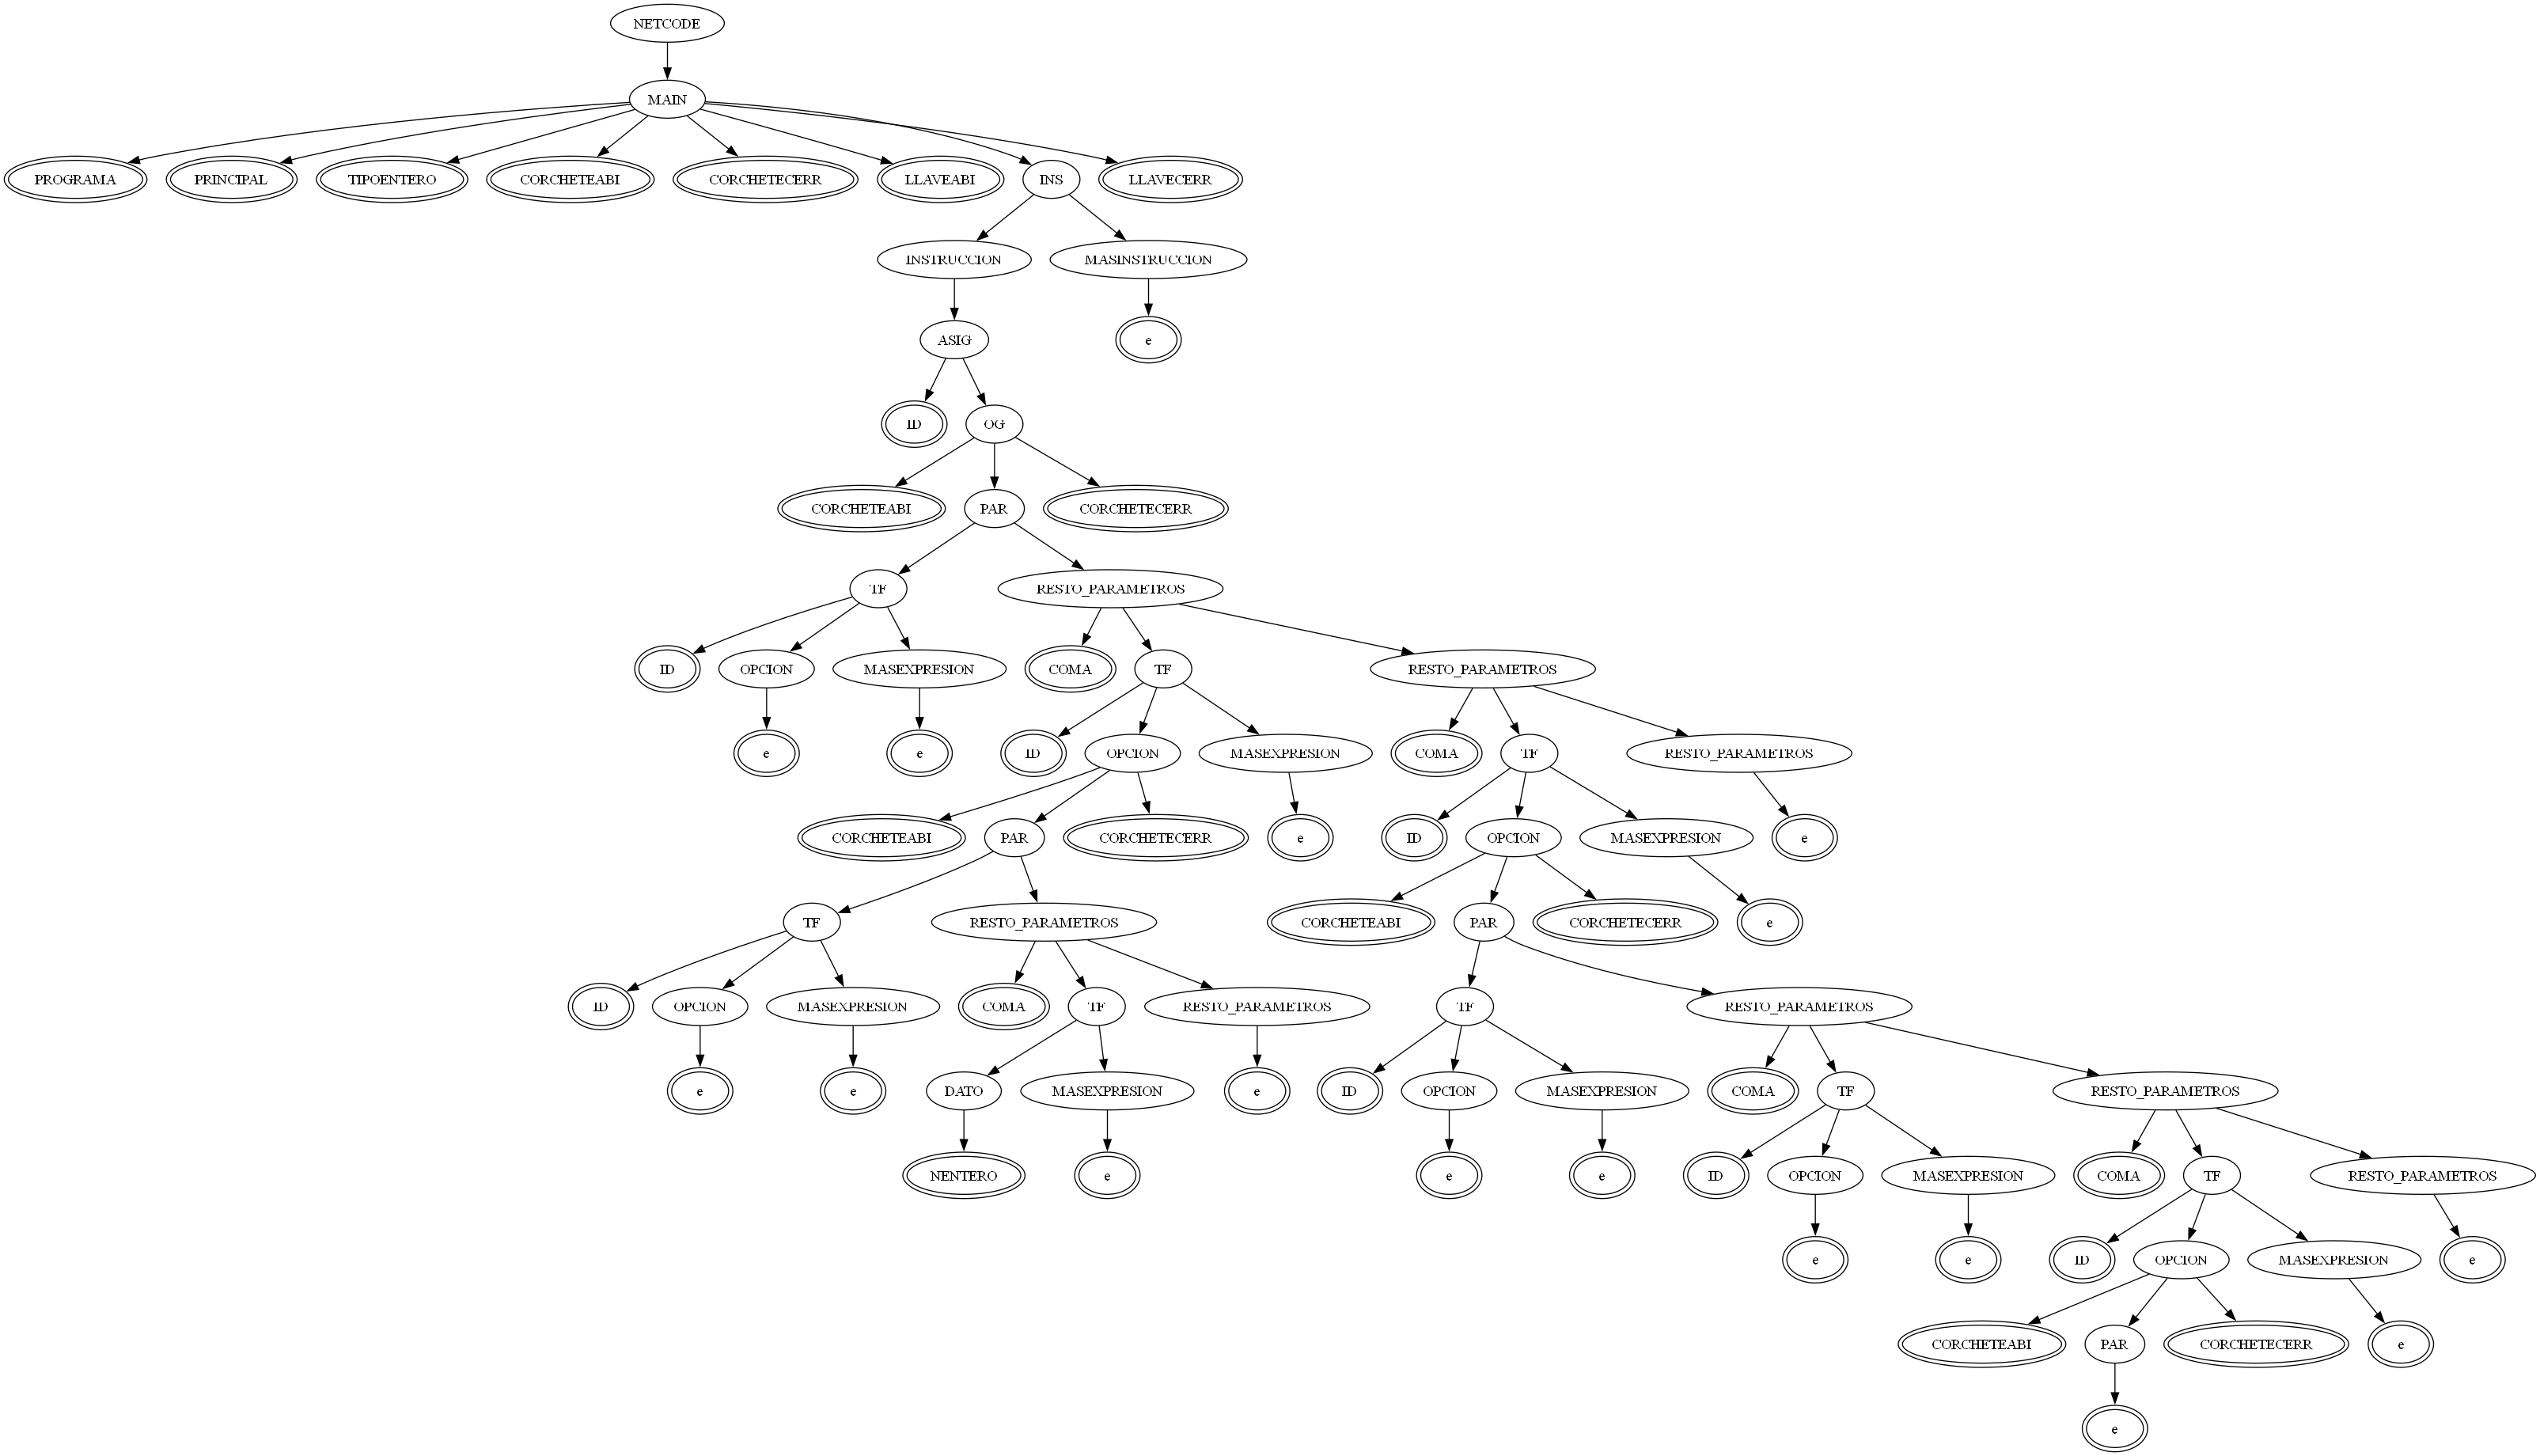 NETCODE
MAIN
PROGRAMA PRINCIPAL TIPOENTERO CORCHETEABI CORCHETECERR LLAVEABI INS LLAVECERR
INSTRUCCION MASINSTRUCCION
ASIG e
ID OG
CORCHETEABI PAR CORCHETECERR
TF RESTO_PARAMETROS
ID OPCION MASEXPRESION COMA TF RESTO_PARAMETROS
e e ID OPCION MASEXPRESION COMA TF RESTO_PARAMETROS
CORCHETEABI PAR CORCHETECERR e ID OPCION MASEXPRESION e
TF RESTO_PARAMETROS CORCHETEABI PAR CORCHETECERR e
ID OPCION MASEXPRESION COMA TF RESTO_PARAMETROS TF RESTO_PARAMETROS
e e DATO MASEXPRESION e ID OPCION MASEXPRESION COMA TF RESTO_PARAMETROS
NENTERO e e e ID OPCION MASEXPRESION COMA TF RESTO_PARAMETROS
e e ID OPCION MASEXPRESION e
CORCHETEABI PAR CORCHETECERR e
e